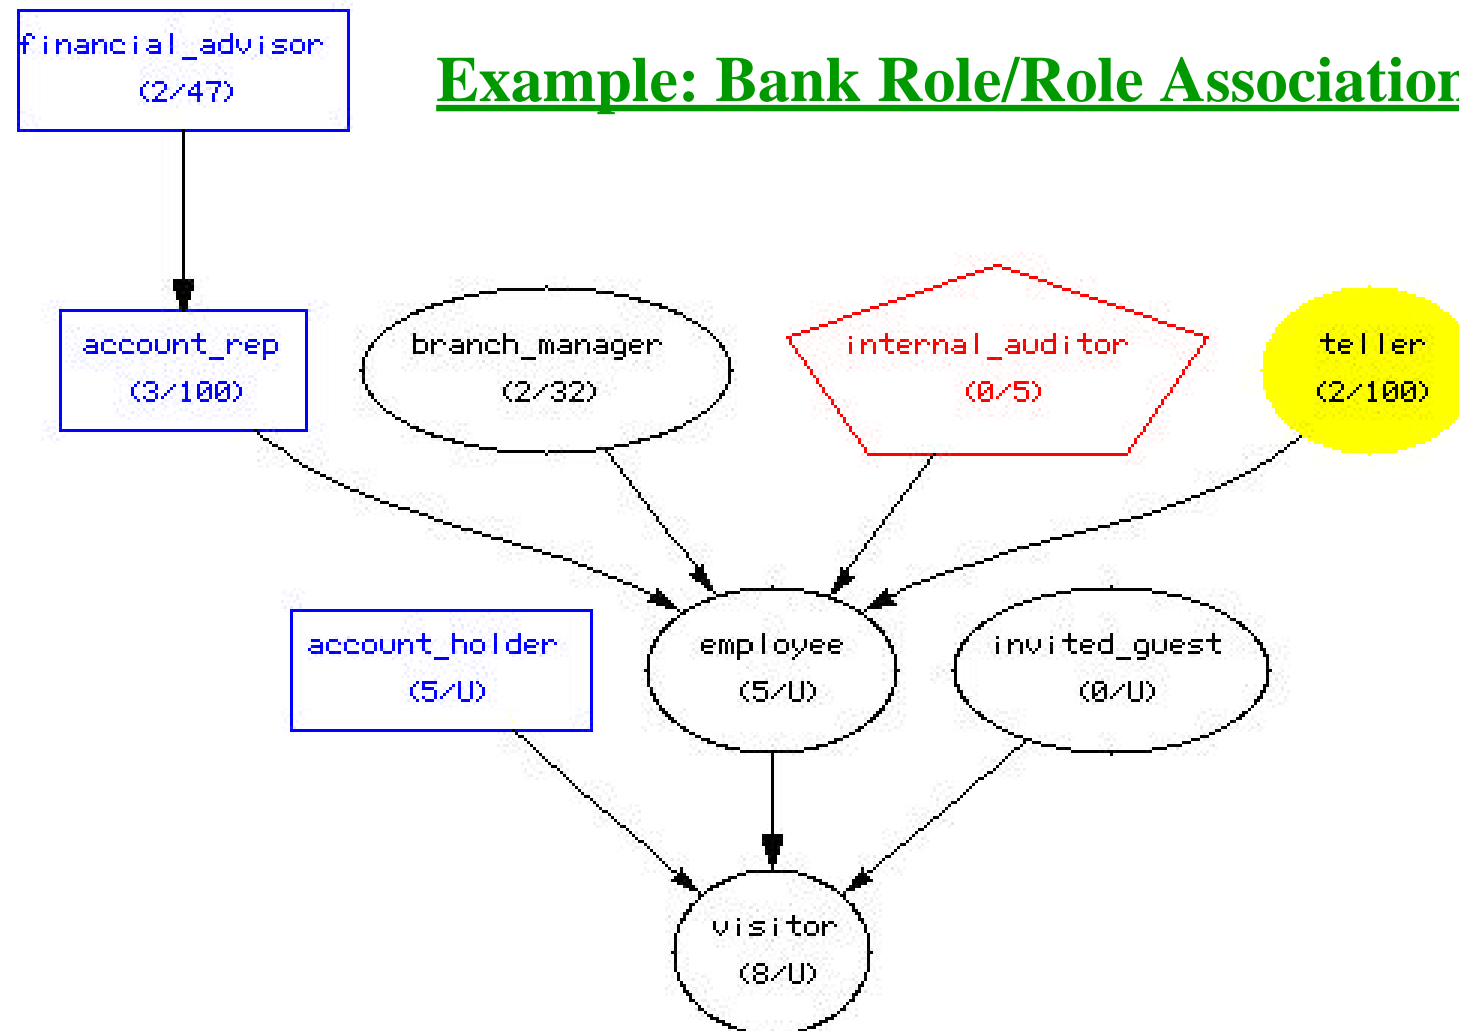 financial_advisor
(2/47)
Example: Bank Role/Role Association
account_rep
(3/100)
branch_manager
(2/32)
internal_auditor
(0/5)
teller
(2/100)
account_holder
(5/U)
employee
(5/U)
invited_guest
(0/U)
visitor
(8/U)